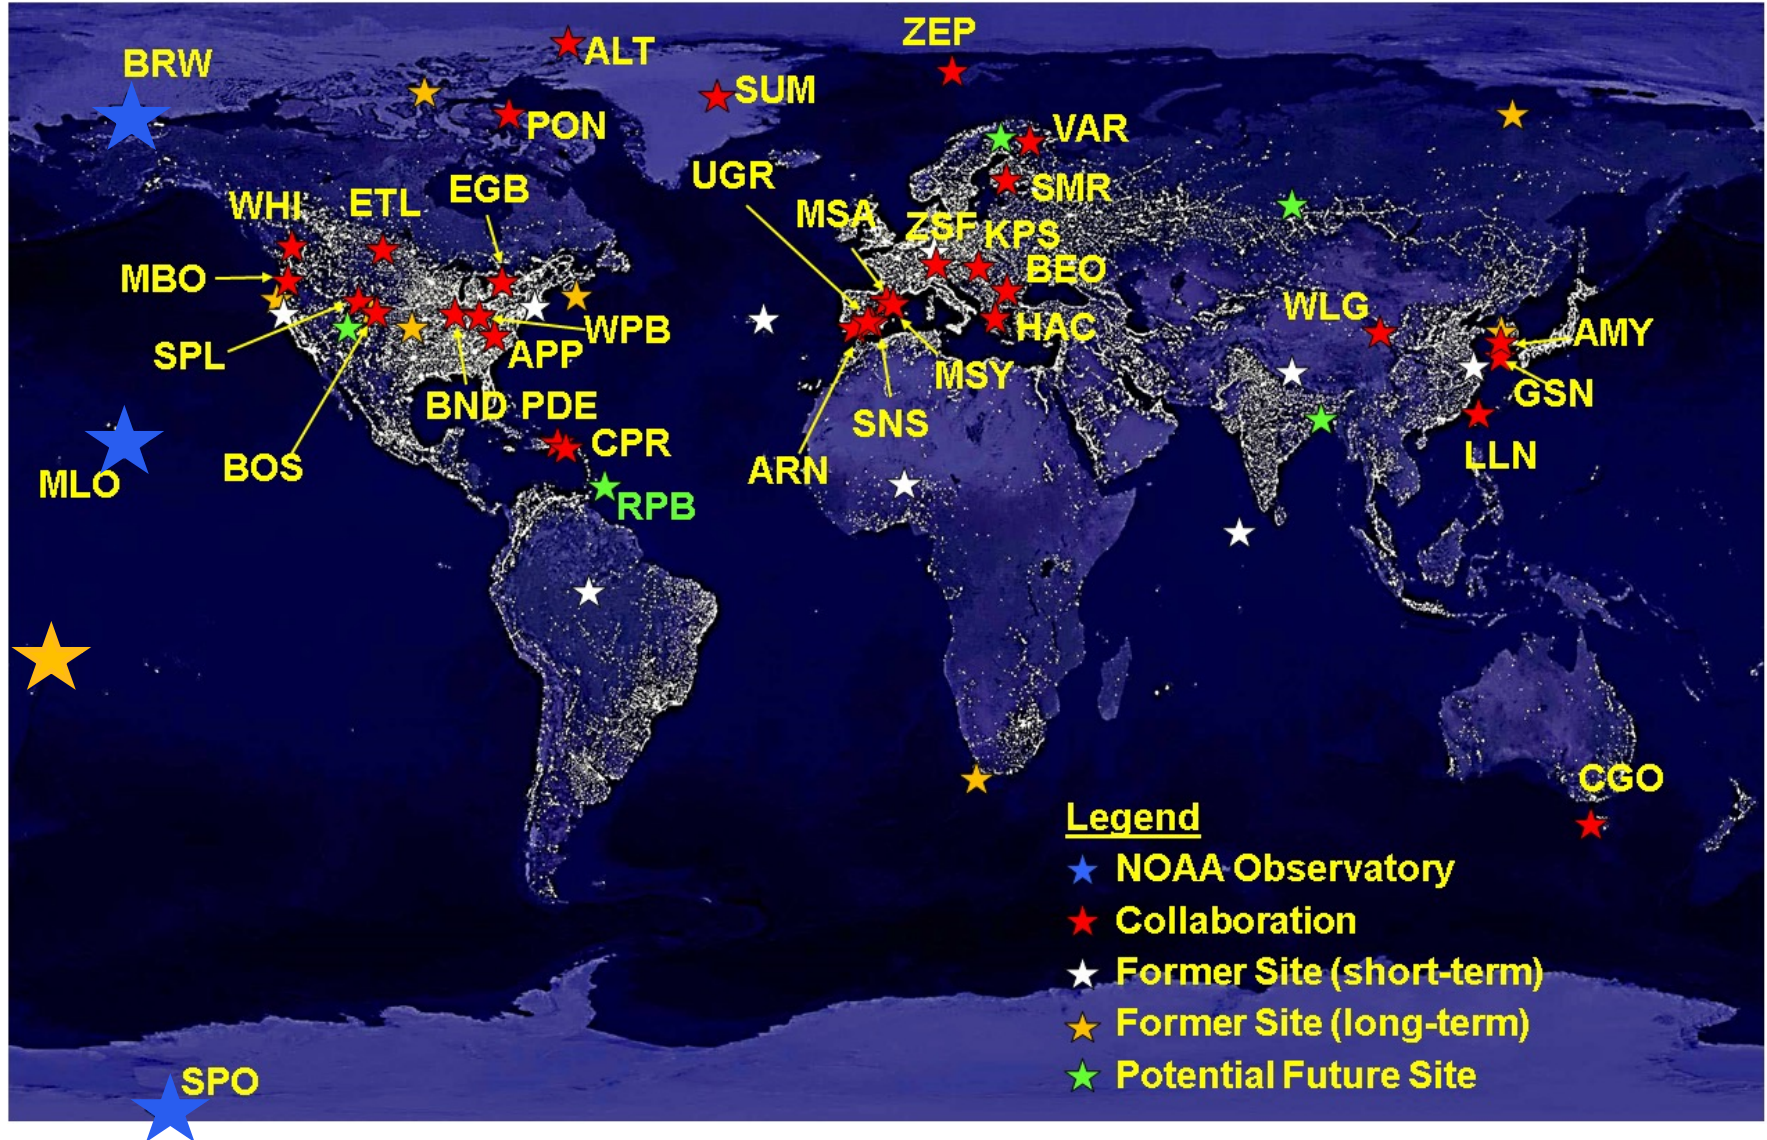 ZEP
ALT
BRW
SUM
PON
VAR
UGR
EGB
SMR
WHI
ETL
MSA
ZSF
KPS
MBO
BEO
WLG
WPB
HAC
AMY
SPL
APP
MSY
GSN
BND
PDE
SNS
CPR
LLN
BOS
ARN
MLO
RPB
CGO
Legend
NOAA Observatory
Collaboration
Former Site (short-term)
Former Site (long-term)
Potential Future Site
SPO